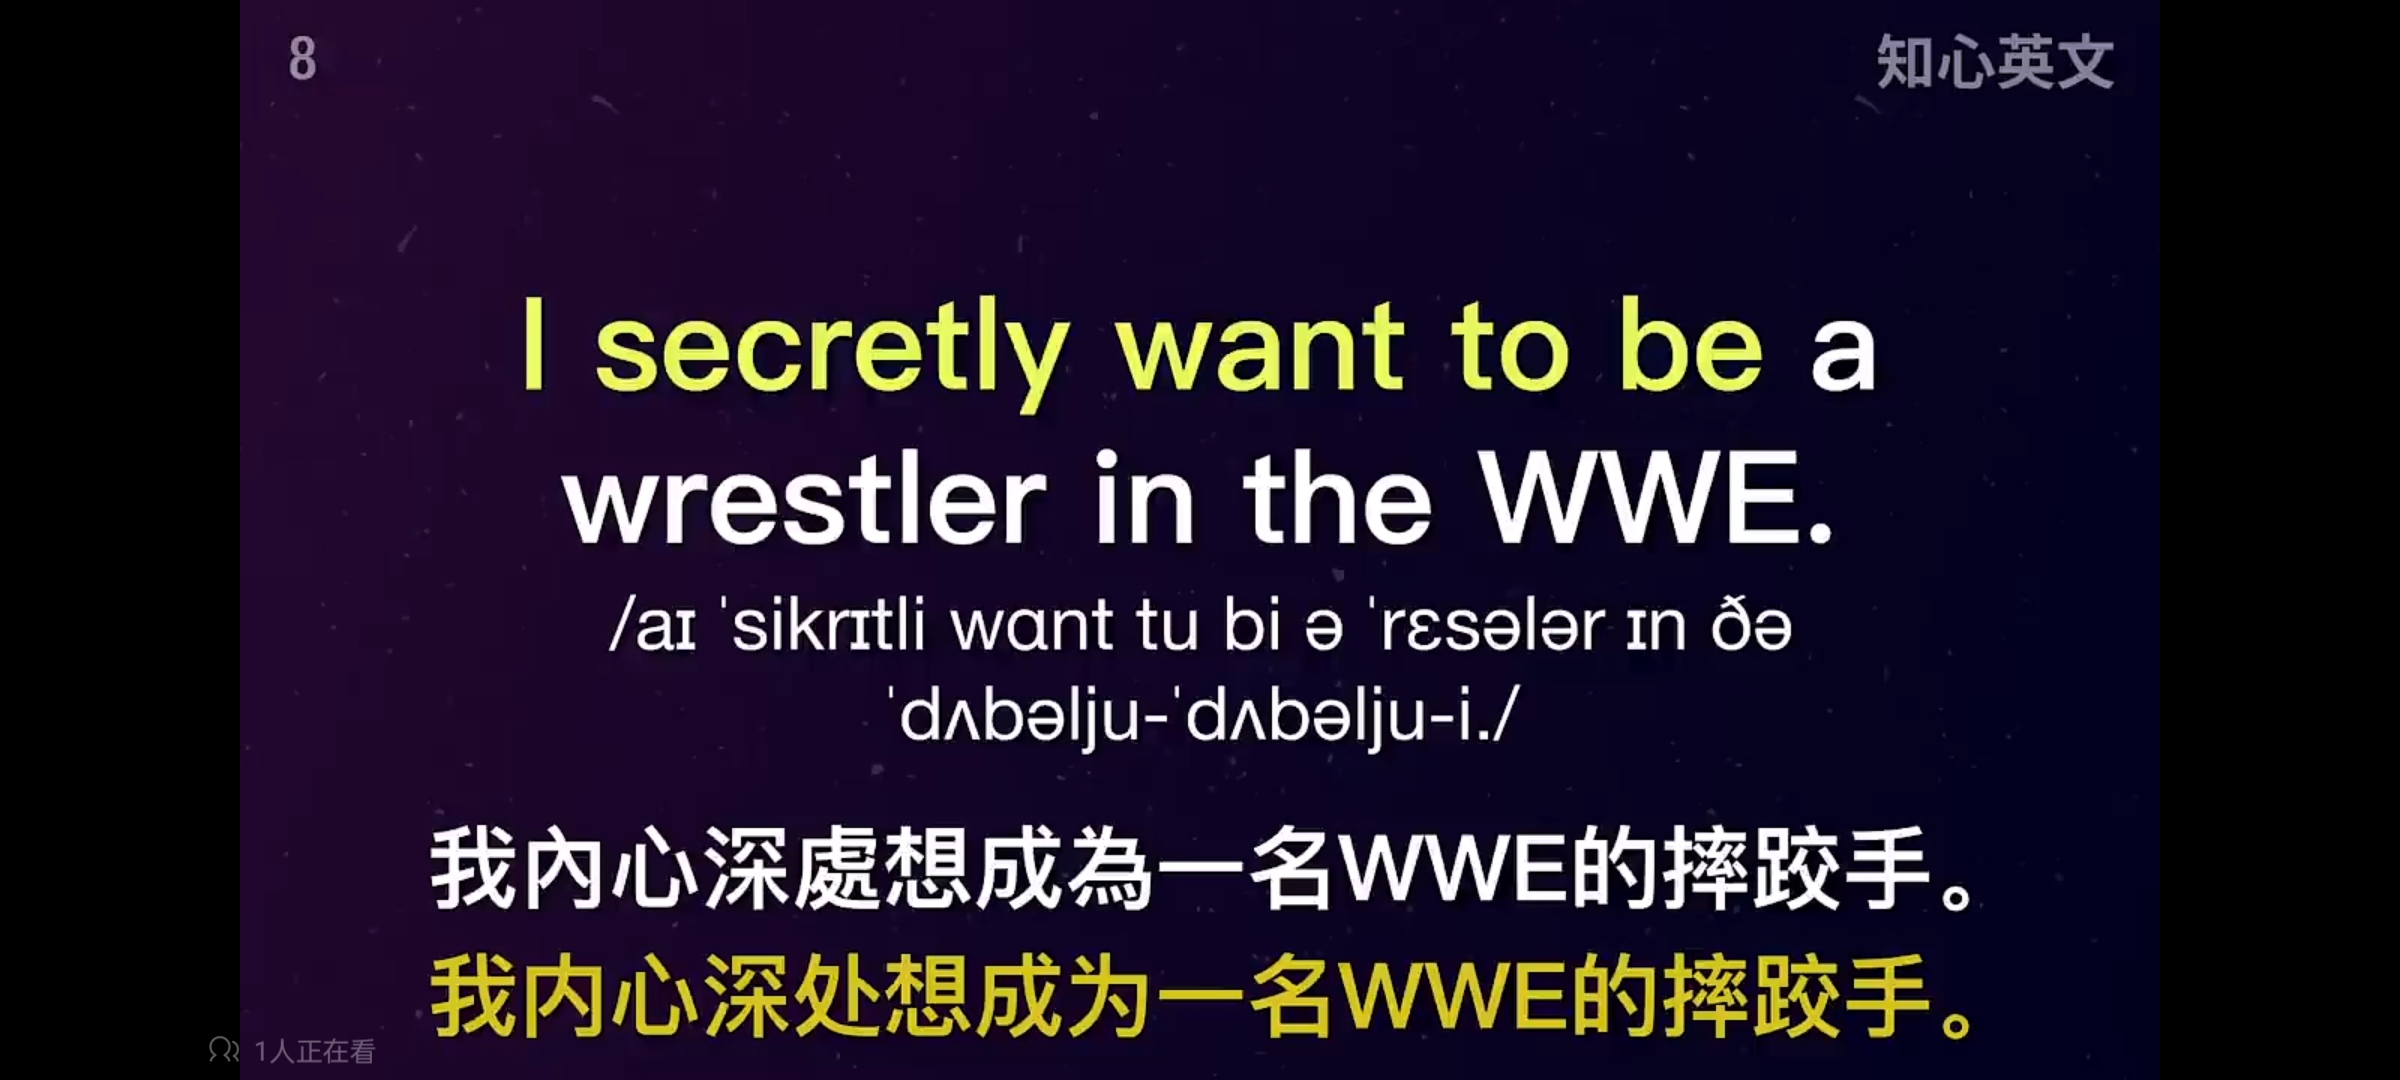 8
知心英文
I secretly want to be a
wrestler in the WWE.
/aɪ ˈsikrɪtli wɑnt tu bi ə ˈrɛsələr ɪn ðə
ˈdʌbəlju-ˈdʌbəlju-i./
我內心深處想成為一名WWE的摔跤手。
我内心深处想成为一名WWE的摔跤手。
1人正在看